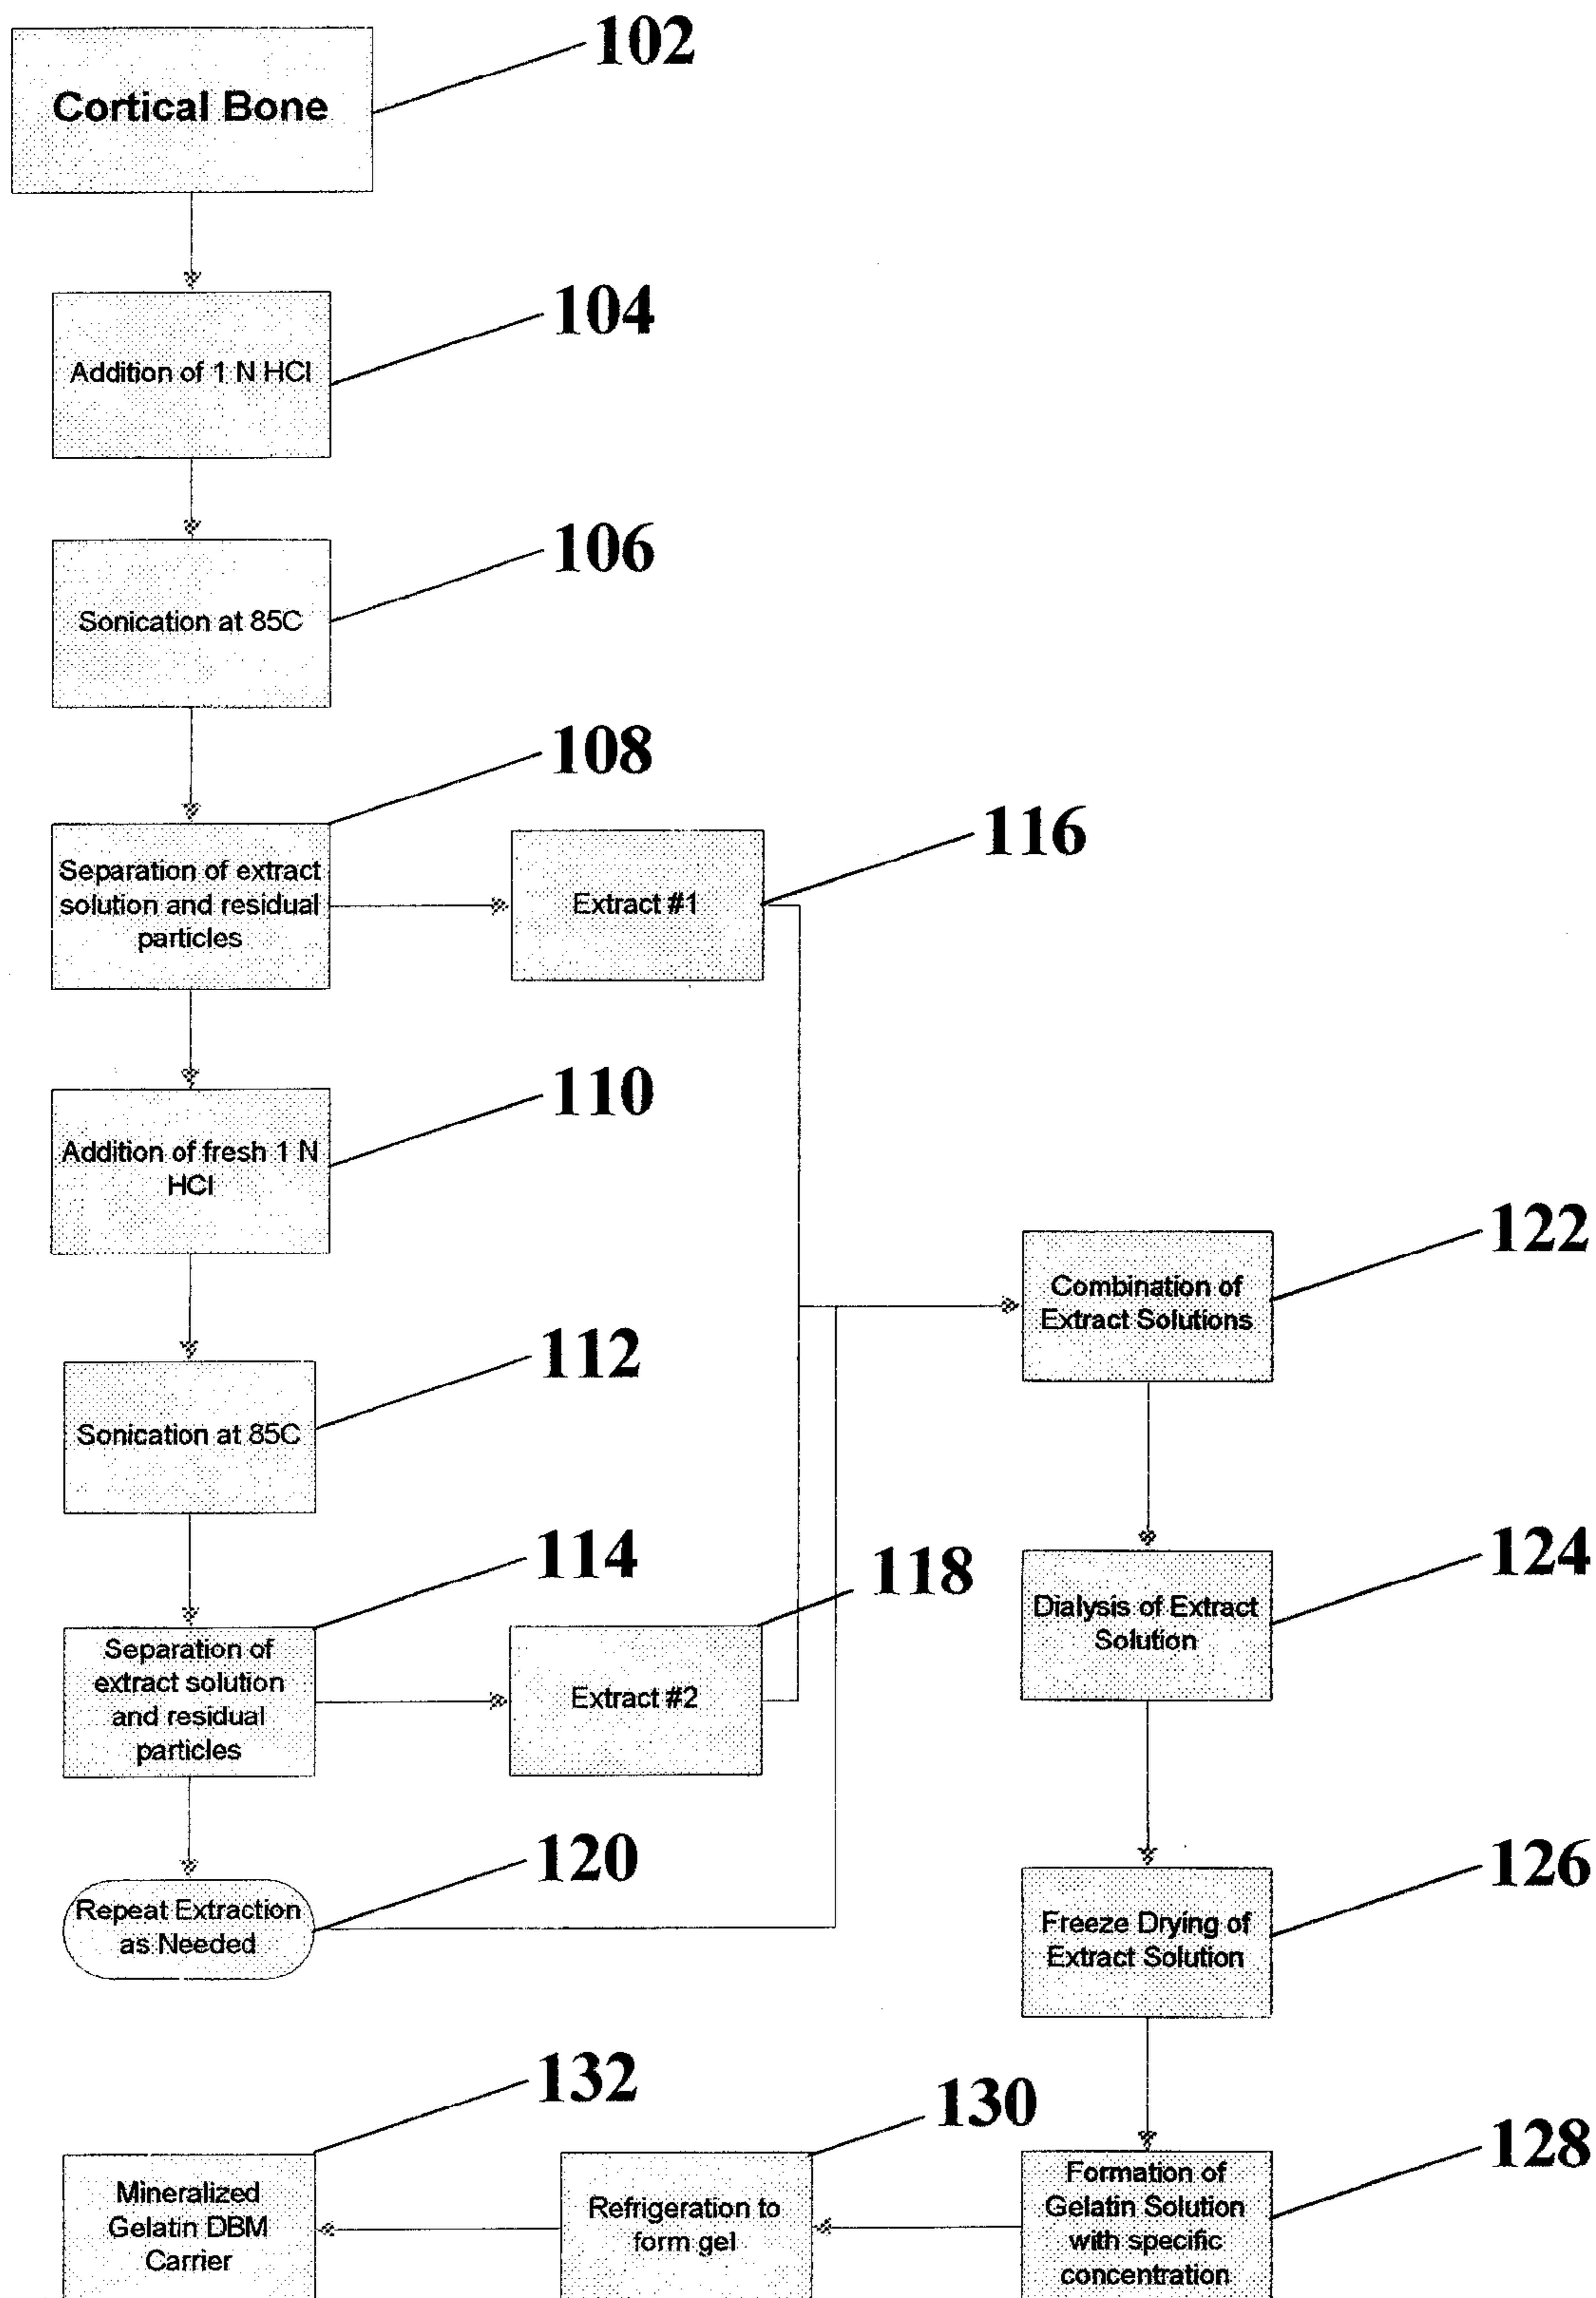 102
Cortical Bone
104
Addition of 1 N HCl
106
Sonication at 85C
108
Separation of extract
solution and residual
particles
116
Extract #1
110
Addition of fresh 1 N
HCl
122
Combination of
Extract Solutions
112
Sonication at 85C
114
Separation of
extract solution
and residual
particles
118
Extract #2
124
Dialysis of Extract
Solution
120
Repeat Extraction
as Needed
126
Freeze Drying of
Extract Solution
132
Mineralized
Gelatin DBM
Carrier
130
Refrigeration to
form gel
128
Formation of
Gelatin Solution
with specific
concentration